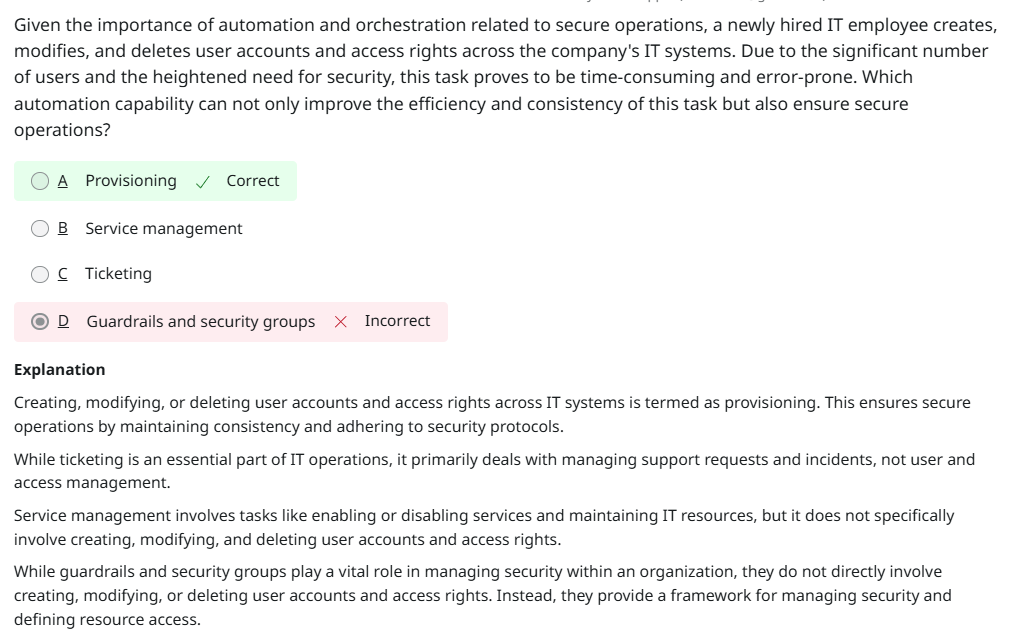 Given the importance of automation and orchestration related to secure operations, a newly hired IT employee creates,
modifies, and deletes user accounts and access rights across the company's IT systems. Due to the significant number
of users and the heightened need for security, this task proves to be time-consuming and error-prone. Which
automation capability can not only improve the efficiency and consistency of this task but also ensure secure
operations?
A Provisioning ✓ Correct
B Service management
C Ticketing
D Guardrails and security groups ✕ Incorrect
Explanation
Creating, modifying, or deleting user accounts and access rights across IT systems is termed as provisioning. This ensures secure
operations by maintaining consistency and adhering to security protocols.
While ticketing is an essential part of IT operations, it primarily deals with managing support requests and incidents, not user and
access management.
Service management involves tasks like enabling or disabling services and maintaining IT resources, but it does not specifically
involve creating, modifying, and deleting user accounts and access rights.
While guardrails and security groups play a vital role in managing security within an organization, they do not directly involve
creating, modifying, or deleting user accounts and access rights. Instead, they provide a framework for managing security and
defining resource access.